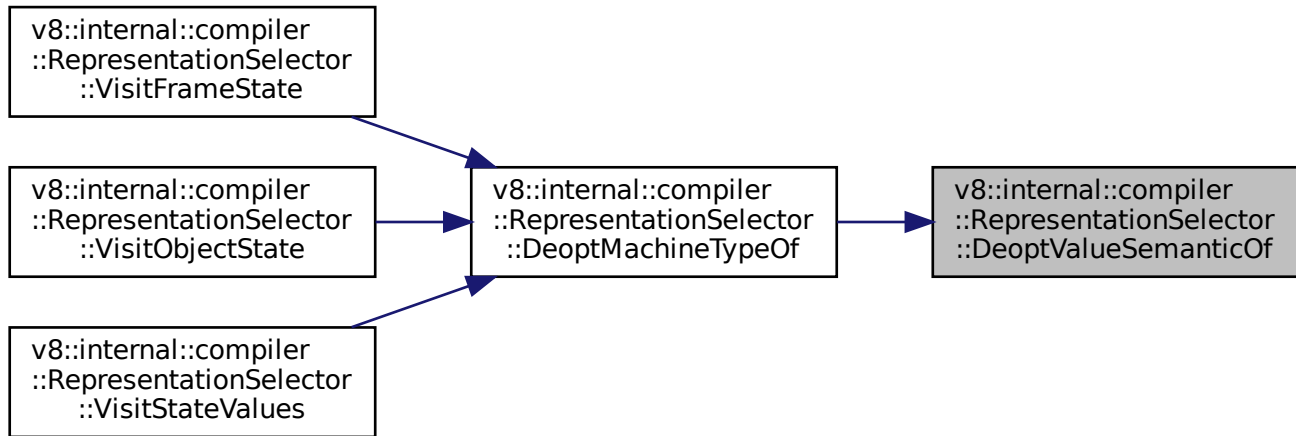 v8::internal::compiler
::RepresentationSelector
::VisitFrameState
v8::internal::compiler
::RepresentationSelector
::VisitObjectState
v8::internal::compiler
::RepresentationSelector
::VisitStateValues
v8::internal::compiler
::RepresentationSelector
::DeoptMachineTypeOf
v8::internal::compiler
::RepresentationSelector
::DeoptValueSemanticOf